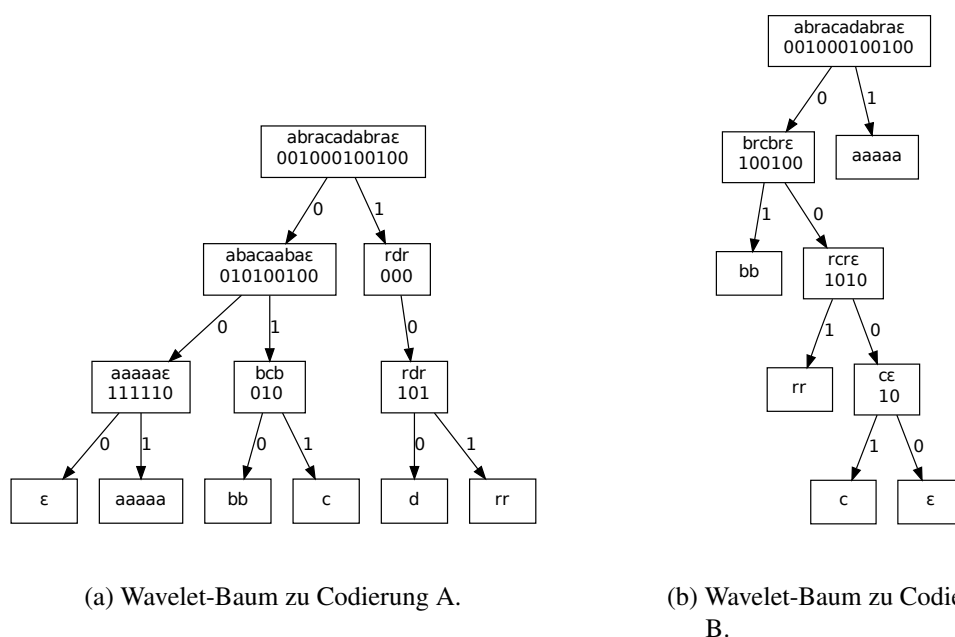 abracadabraε
001000100100
0
1
abacaabaε
010100100
rdr
000
0
1
0
aaaaaε
111110
bcb
010
rdr
101
0
1
0
1
0
1
ε
aaaaa
bb
c
d
rr
(a) Wavelet-Baum zu Codierung A.
abracadabraε
001000100100
0
1
brcbrε
100100
aaaaa
1
0
bb
rcrε
1010
1
0
rr
cε
10
1
0
c
ε
(b) Wavelet-Baum zu Codie
B.